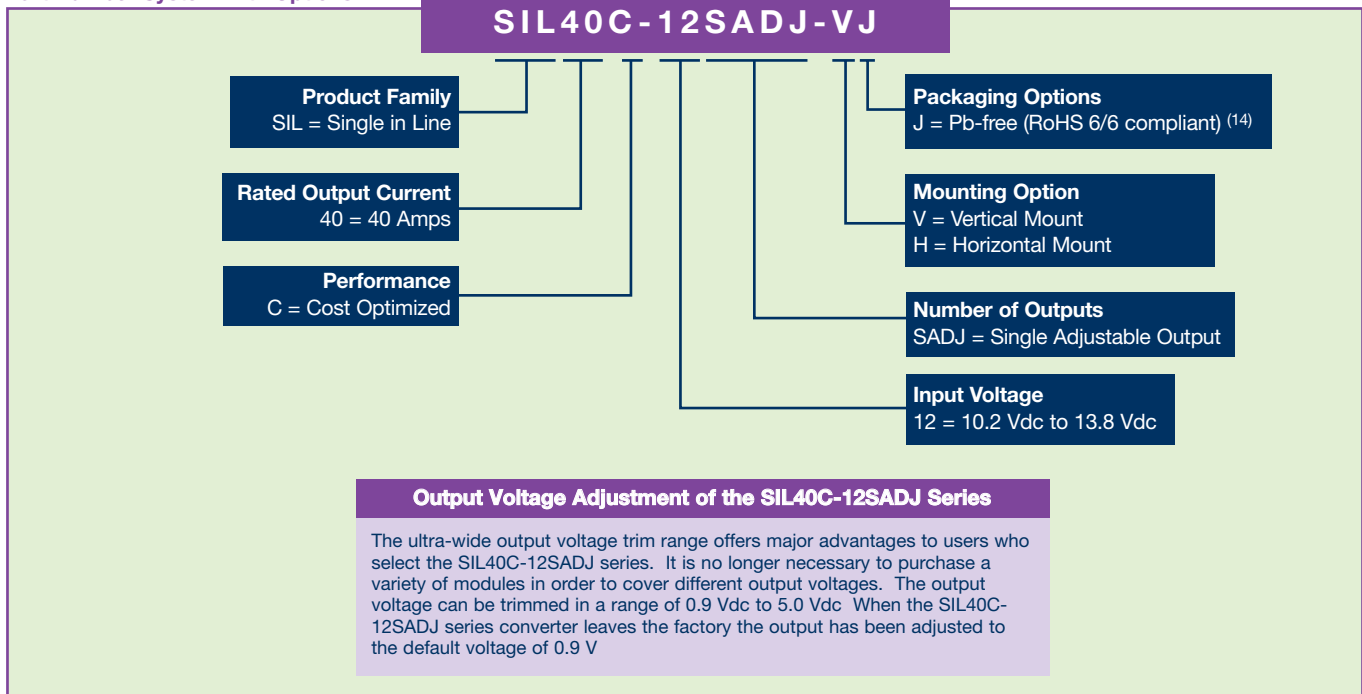 SIL40C-12SADJ-VJ
Product Family
SIL = Single in Line
Rated Output Current
40 = 40 Amps
Performance
C = Cost Optimized
Packaging Options
J = Pb-free (RoHS 6/6 compliant) (14)
Mounting Option
V = Vertical Mount
H = Horizontal Mount
Number of Outputs
SADJ = Single Adjustable Output
Input Voltage
12 = 10.2 Vdc to 13.8 Vdc
Output Voltage Adjustment of the SIL40C-12SADJ Series
The ultra-wide output voltage trim range offers major advantages to users who
select the SIL40C-12SADJ series. It is no longer necessary to purchase a
variety of modules in order to cover different output voltages. The output
voltage can be trimmed in a range of 0.9 Vdc to 5.0 Vdc When the SIL40C-
12SADJ series converter leaves the factory the output has been adjusted to
the default voltage of 0.9 V